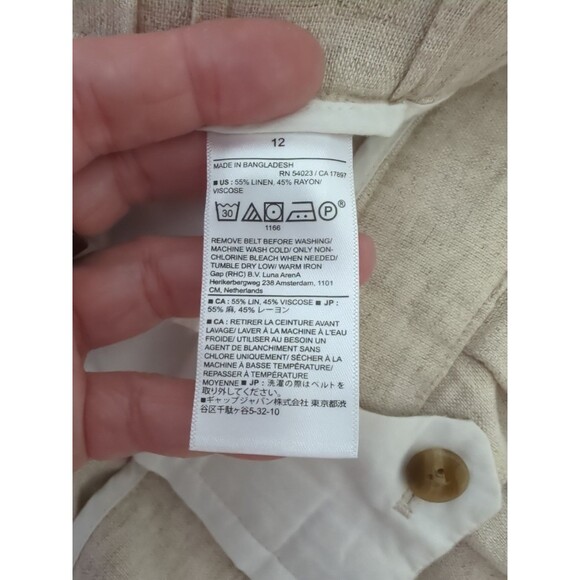 12
MADE IN BANGLADESH
RN 54023 / CA 17897
■ US : 55% LINEN, 45% RAYON/
VISCOSE
30 P
1166
REMOVE BELT BEFORE WASHING/
MACHINE WASH COLD/ ONLY NON-
CHLORINE BLEACH WHEN NEEDED/
TUMBLE DRY LOW/ WARM IRON
Gap (RHC) B.V. Luna ArenA
Herikerbergweg 238 Amsterdam, 1101
CM, Netherlands
■ CA : 55% LIN, 45% VISCOSE ■ JP :
55% 麻, 45% レーヨン
■ CA : RETIRER LA CEINTURE AVANT
LAVAGE/ LAVER À LA MACHINE À L'EAU
FROIDE/ UTILISER AU BESOIN UN
AGENT DE BLANCHIMENT SANS
CHLORE UNIQUEMENT/ SÉCHER À LA
MACHINE À BASSE TEMPÉRATURE/
REPASSER À TEMPÉRATURE
MOYENNE ■ JP : 洗濯の際はベルトを
取り外してください。
■ ギャップジャパン(株) 東京都渋
谷区千駄ヶ谷5-32-10